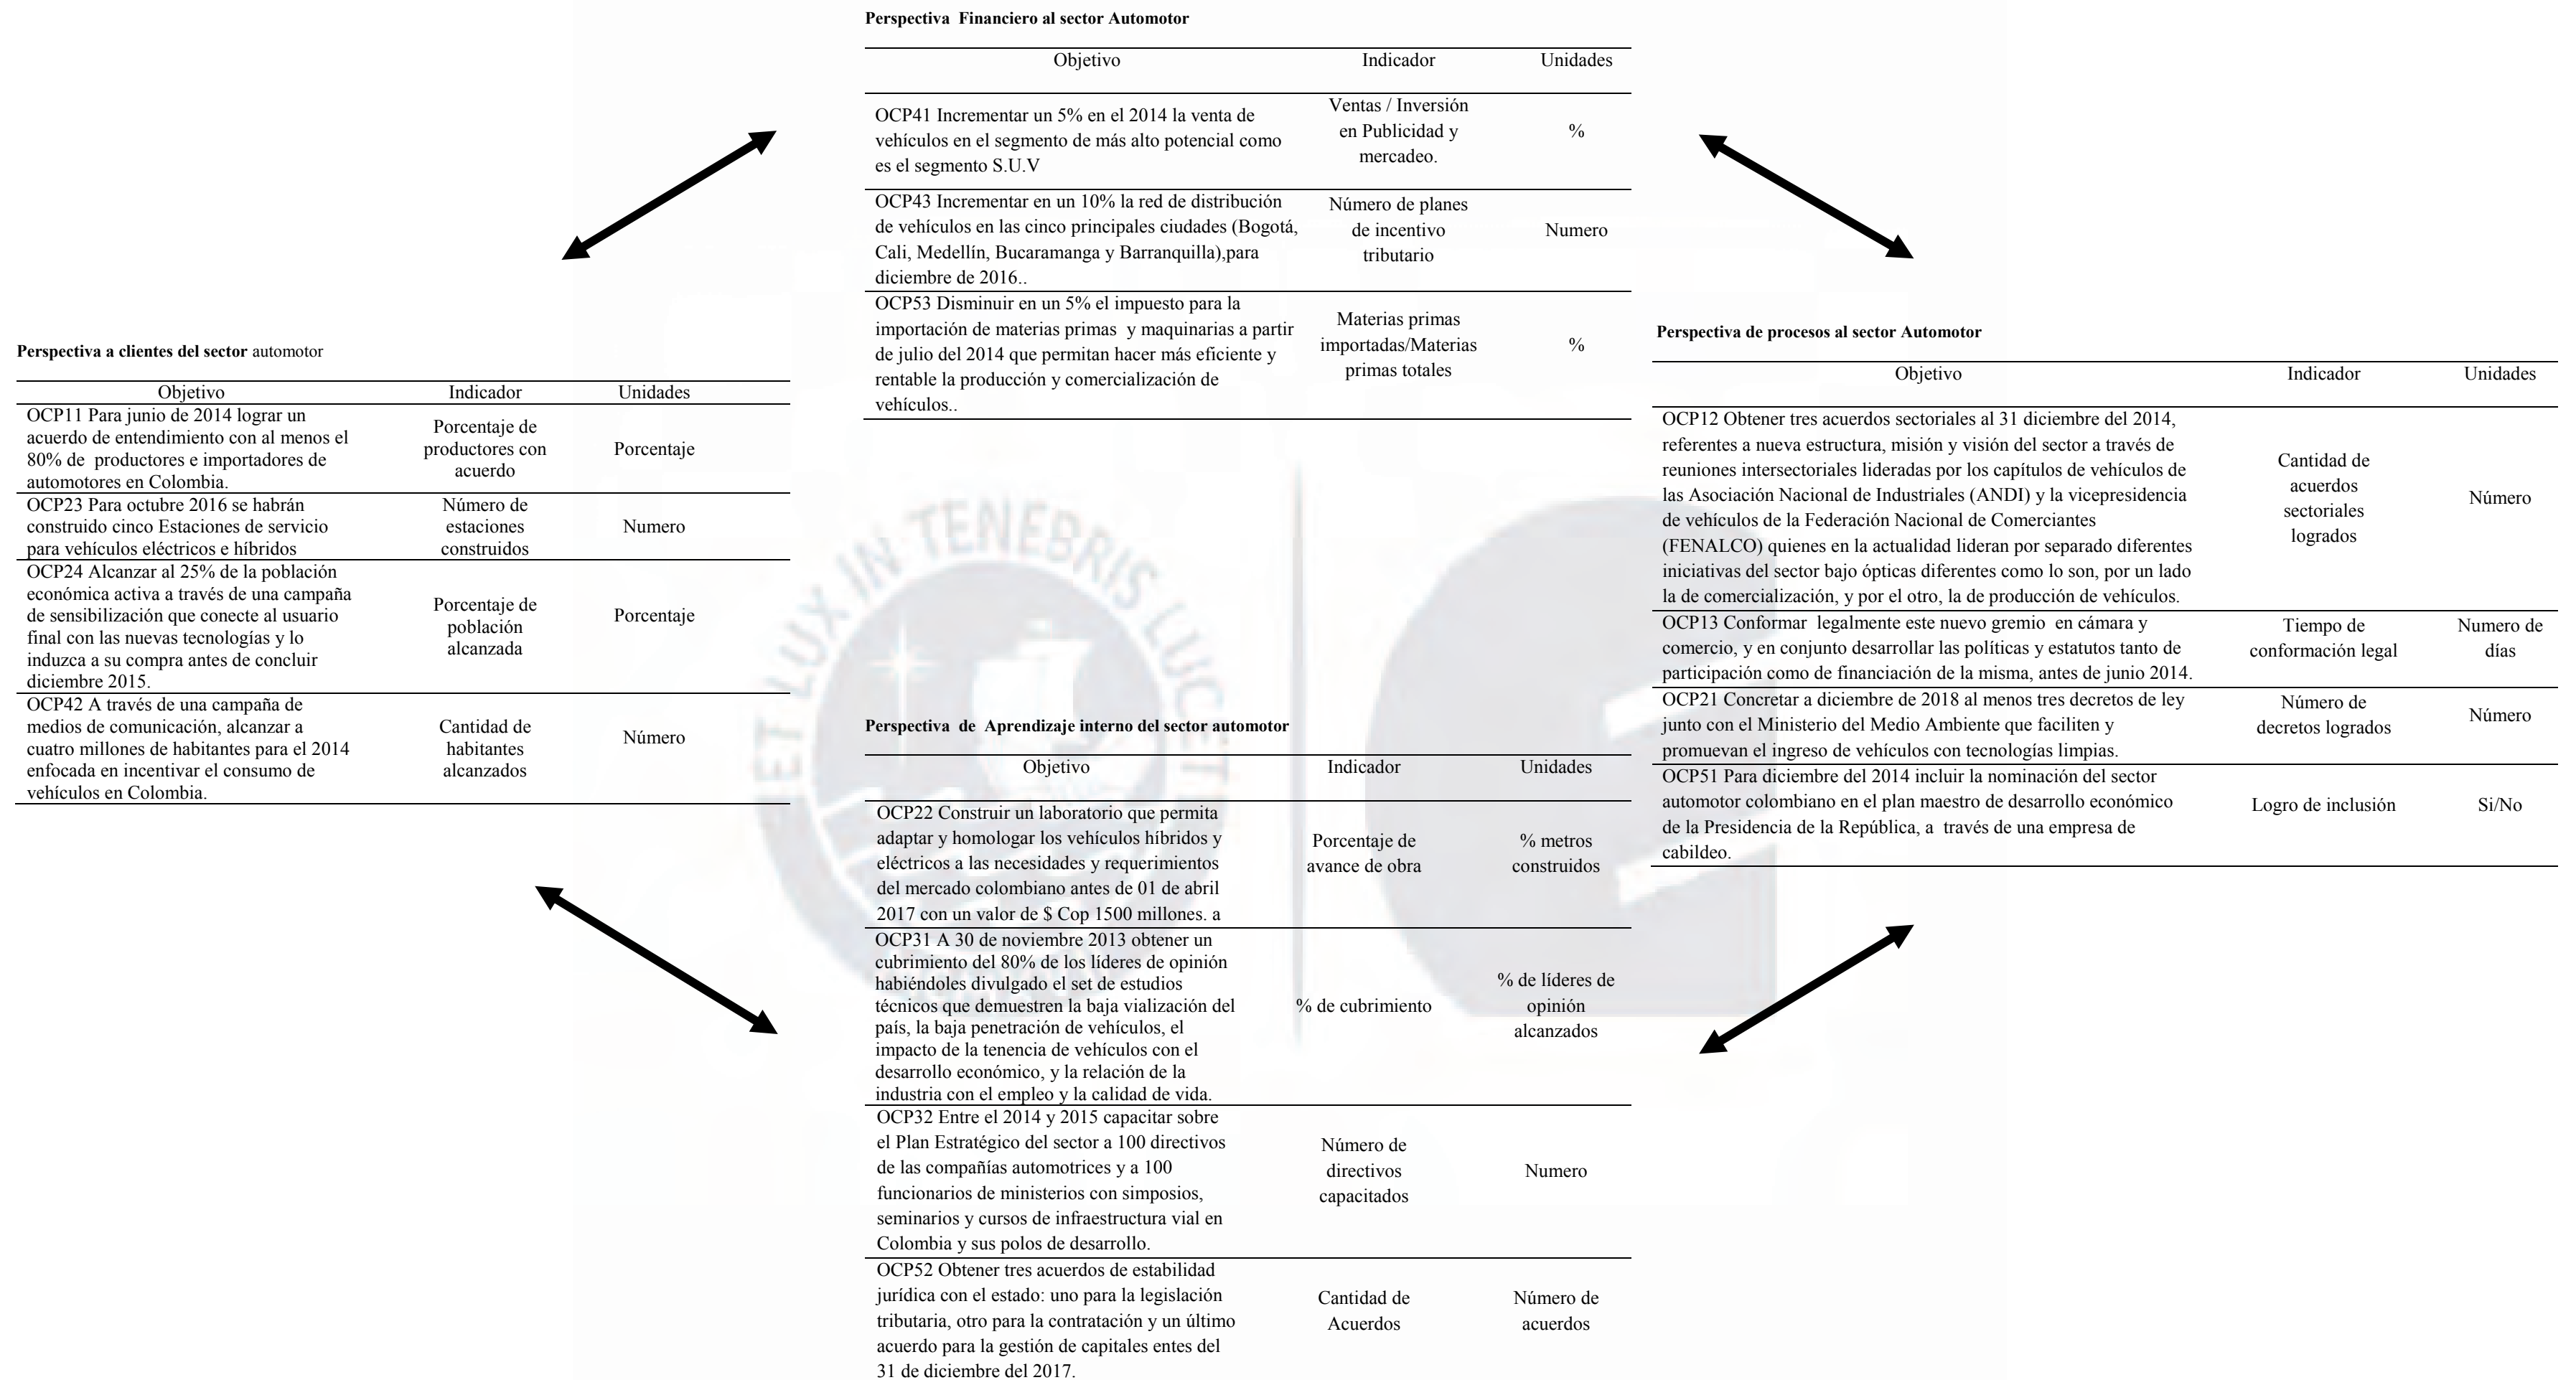 Perspectiva  Financiero al sector Automotor
Objetivo Indicador Unidades
OCP41 Incrementar un 5% en el 2014 la venta de
vehículos en el segmento de más alto potencial como
es el segmento S.U.V
Ventas / Inversión
en Publicidad y
mercadeo.
%
OCP43 Incrementar en un 10% la red de distribución
de vehículos en las cinco principales ciudades (Bogotá,
Cali, Medellín, Bucaramanga y Barranquilla),para
diciembre de 2016..
Número de planes
de incentivo
tributario
Numero
OCP53 Disminuir en un 5% el impuesto para la
importación de materias primas  y maquinarias a partir
de julio del 2014 que permitan hacer más eficiente y
rentable la producción y comercialización de
vehículos..
Materias primas
importadas/Materias
primas totales
%
Perspectiva a clientes del sector automotor
Objetivo Indicador Unidades
OCP11 Para junio de 2014 lograr un
acuerdo de entendimiento con al menos el
80% de  productores e importadores de
automotores en Colombia.
Porcentaje de
productores con
acuerdo
Porcentaje
OCP23 Para octubre 2016 se habrán
construido cinco Estaciones de servicio
para vehículos eléctricos e híbridos
Número de
estaciones
construidos
Numero
OCP24 Alcanzar al 25% de la población
económica activa a través de una campaña
de sensibilización que conecte al usuario
final con las nuevas tecnologías y lo
induzca a su compra antes de concluir
diciembre 2015.
Porcentaje de
población
alcanzada
Porcentaje
OCP42 A través de una campaña de
medios de comunicación, alcanzar a
cuatro millones de habitantes para el 2014
enfocada en incentivar el consumo de
vehículos en Colombia.
Cantidad de
habitantes
alcanzados
Número
Perspectiva de procesos al sector Automotor
Objetivo Indicador Unidades
OCP12 Obtener tres acuerdos sectoriales al 31 diciembre del 2014,
referentes a nueva estructura, misión y visión del sector a través de
reuniones intersectoriales lideradas por los capítulos de vehículos de
las Asociación Nacional de Industriales (ANDI) y la vicepresidencia
de vehículos de la Federación Nacional de Comerciantes
(FENALCO) quienes en la actualidad lideran por separado diferentes
iniciativas del sector bajo ópticas diferentes como lo son, por un lado
la de comercialización, y por el otro, la de producción de vehículos.
Cantidad de
acuerdos
sectoriales
logrados
Número
OCP13 Conformar  legalmente este nuevo gremio  en cámara y
comercio, y en conjunto desarrollar las políticas y estatutos tanto de
participación como de financiación de la misma, antes de junio 2014.
Tiempo de
conformación legal
Numero de
días
OCP21 Concretar a diciembre de 2018 al menos tres decretos de ley
junto con el Ministerio del Medio Ambiente que faciliten y
promuevan el ingreso de vehículos con tecnologías limpias.
Número de
decretos logrados
Número
OCP51 Para diciembre del 2014 incluir la nominación del sector
automotor colombiano en el plan maestro de desarrollo económico
de la Presidencia de la República, a  través de una empresa de
cabildeo.
Logro de inclusión
Si/No
Perspectiva  de  Aprendizaje interno del sector automotor
Objetivo Indicador Unidades
OCP22 Construir un laboratorio que permita
adaptar y homologar los vehículos híbridos y
eléctricos a las necesidades y requerimientos
del mercado colombiano antes de 01 de abril
2017 con un valor de $ Cop 1500 millones. a
Porcentaje de
avance de obra
% metros
construidos
OCP31 A 30 de noviembre 2013 obtener un
cubrimiento del 80% de los líderes de opinión
habiéndoles divulgado el set de estudios
técnicos que demuestren la baja vialización del
país, la baja penetración de vehículos, el
impacto de la tenencia de vehículos con el
desarrollo económico, y la relación de la
industria con el empleo y la calidad de vida.
% de cubrimiento
% de líderes de
opinión
alcanzados
OCP32 Entre el 2014 y 2015 capacitar sobre
el Plan Estratégico del sector a 100 directivos
de las compañías automotrices y a 100
funcionarios de ministerios con simposios,
seminarios y cursos de infraestructura vial en
Colombia y sus polos de desarrollo.
Número de
directivos
capacitados
Numero
OCP52 Obtener tres acuerdos de estabilidad
jurídica con el estado: uno para la legislación
tributaria, otro para la contratación y un último
acuerdo para la gestión de capitales entes del
31 de diciembre del 2017.
Cantidad de
Acuerdos
Número de
acuerdos
ET LUX IN TENEBRIS LUCET